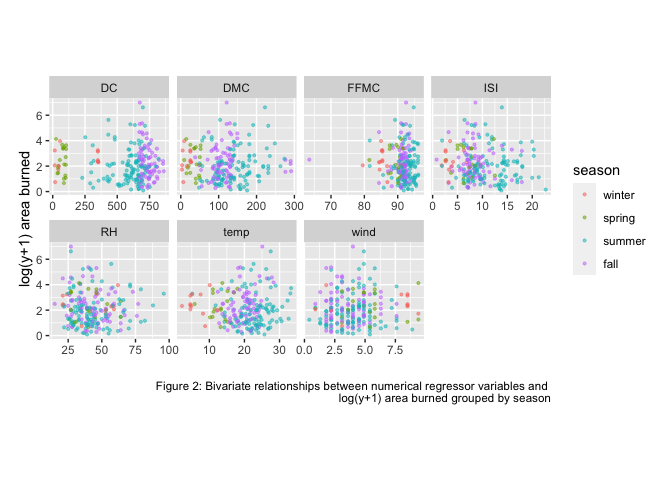 DC DMC FFMC ISI
6
4
2
0
0 250 500 750 0 100 200 300 70 80 90 5 10 15 20 0
RH temp wind
6
4
2
0
25 50 75 100 10 20 30 0.0 2.5 5.0 7.5
log(y+1) area burned
season
winter
spring
summer
fall
Figure 2: Bivariate relationships between numerical regressor variables and
log(y+1) area burned grouped by season